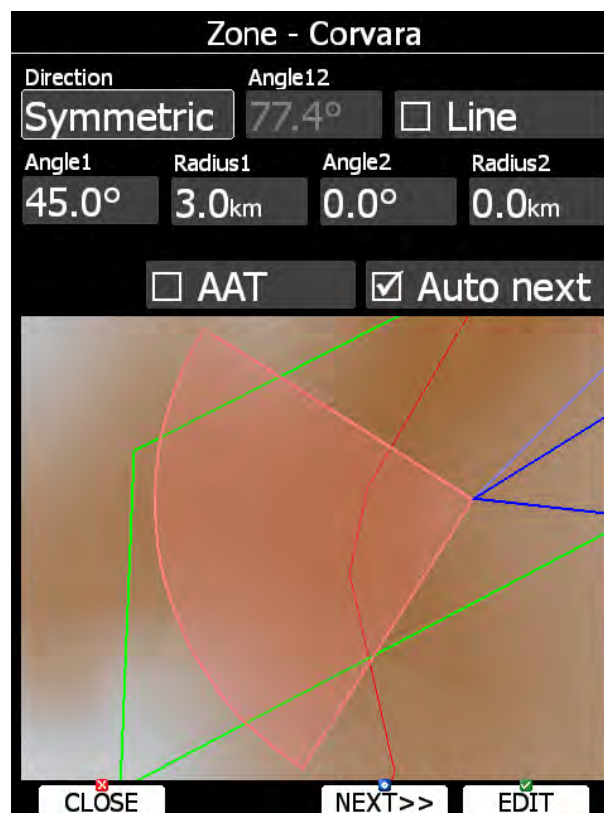 Zone - Corvara
Direction Angle12
Symmetric 77.4° Line
Angle1 Radius1 Angle2 Radius2
45.0° 3.0km 0.0° 0.0km
AAT Auto next
CLOSE NEXT>> EDIT